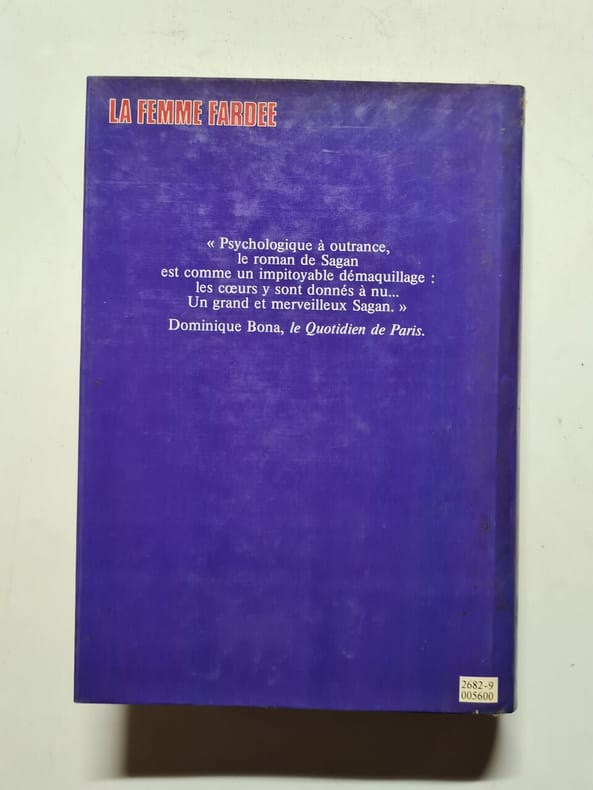 LA FEMME FARDEE
« Psychologique à outrance,
le roman de Sagan
est comme un impitoyable démaquillage :
les cœurs y sont donnés à nu...
Un grand et merveilleux Sagan. »
Dominique Bona, le Quotidien de Paris.
2682-9
005600